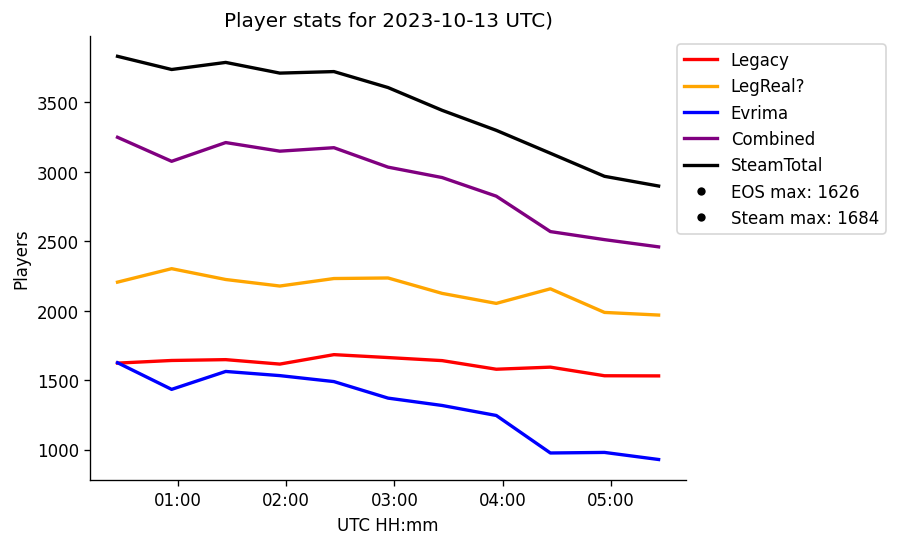 Player stats for 2023-10-13 UTC)
Legacy
LegReal?
Evrima
Combined
SteamTotal
EOS max: 1626
Steam max: 1684
Players
3500
3000
2500
2000
1500
1000
01:00 02:00 03:00 04:00 05:00
UTC HH:mm